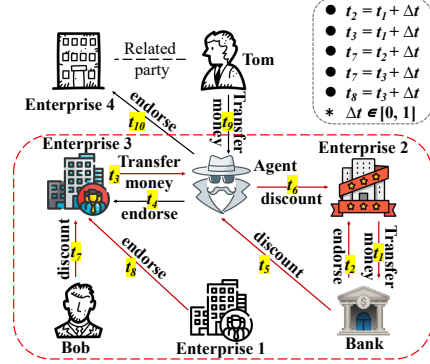 Related
party
Tom
Enterprise 4
endorse
t10
t9
Transfer
money
● t2 = t1 + Δt
● t3 = t1 + Δt
● t7 = t2 + Δt
● t7 = t3 + Δt
● t8 = t3 + Δt
* Δt ∈ [0, 1]
Enterprise 3
Transfer
t3
money
t4
endorse
Agent
t6
discount
Enterprise 2
discount
t7
endorse
t8
discount
t5
endorse
t2
t1
Transfer
money
Bob
Enterprise 1
Bank